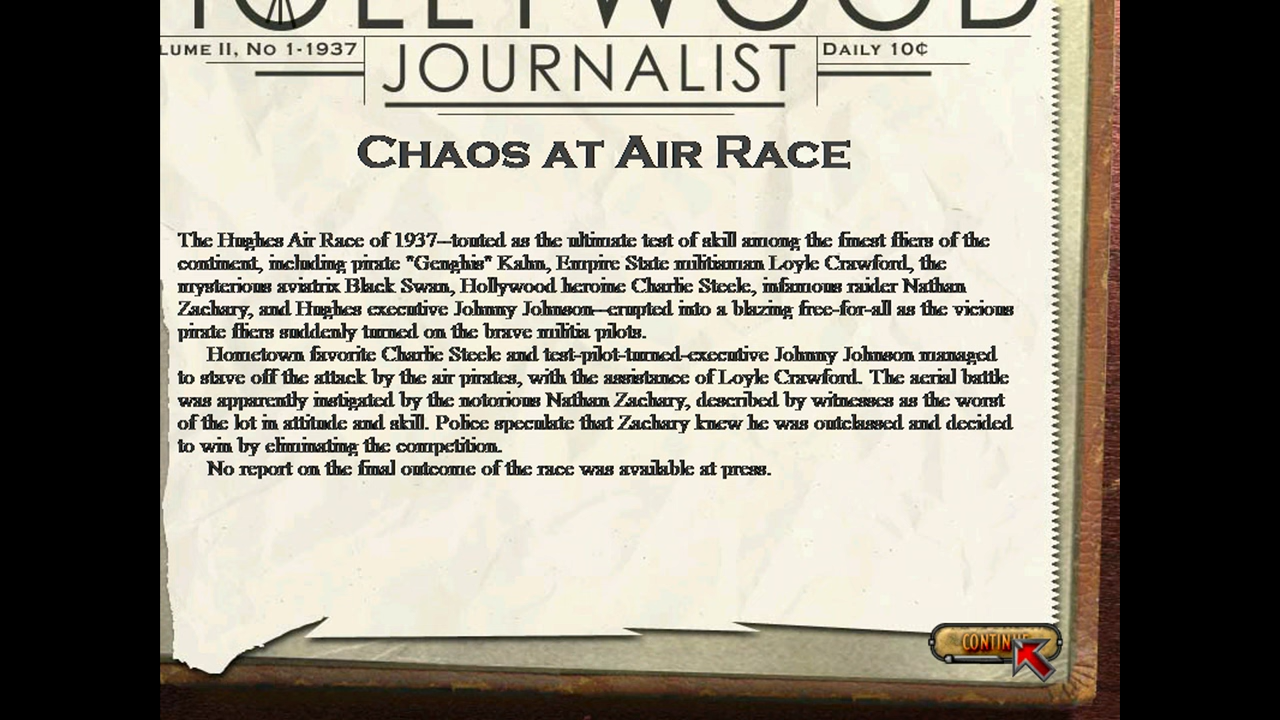 HOLLYWOOD
LUME II, NO 1-1937
JOURNALIST
DAILY 10¢
CHAOS AT AIR RACE
The Hughes Air Race of 1937--touted as the ultimate test of skill among the finest fliers of the
continent, including pirate "Genghis" Kahn, Empire State militiaman Loyle Crawford, the
mysterious aviatrix Black Swan, Hollywood heroine Charlie Steele, infamous raider Nathan
Zachary, and Hughes executive Johnny Johnson--erupted into a blazing free-for-all as the vicious
pirate fliers suddenly turned on the brave militia pilots.
Hometown favorite Charlie Steele and test-pilot-turned-executive Johnny Johnson managed
to stave off the attack by the air pirates, with the assistance of Loyle Crawford. The aerial battle
was apparently instigated by the notorious Nathan Zachary, described by witnesses as the worst
of the lot in attitude and skill. Police speculate that Zachary knew he was outclassed and decided
to win by eliminating the competition.
No report on the final outcome of the race was available at press.
CONTINUE